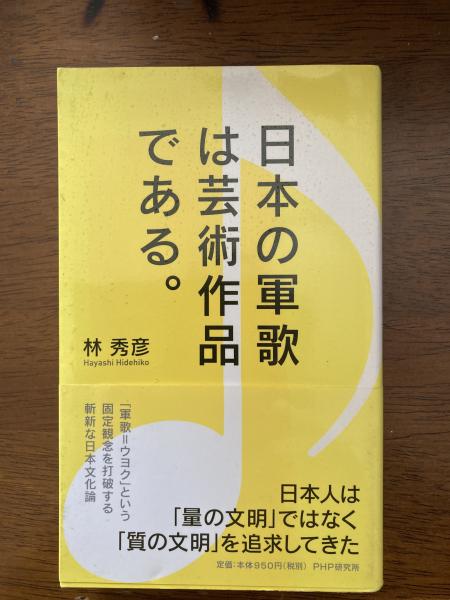 日本の軍歌
は芸術作品
である。
林 秀彦
Hayashi Hidehiko
「軍歌＝ウヨク」という
固定観念を打破する
斬新な日本文化論
日本人は
「量の文明」ではなく
「質の文明」を追求してきた
定価：本体950円（税別） PHP研究所